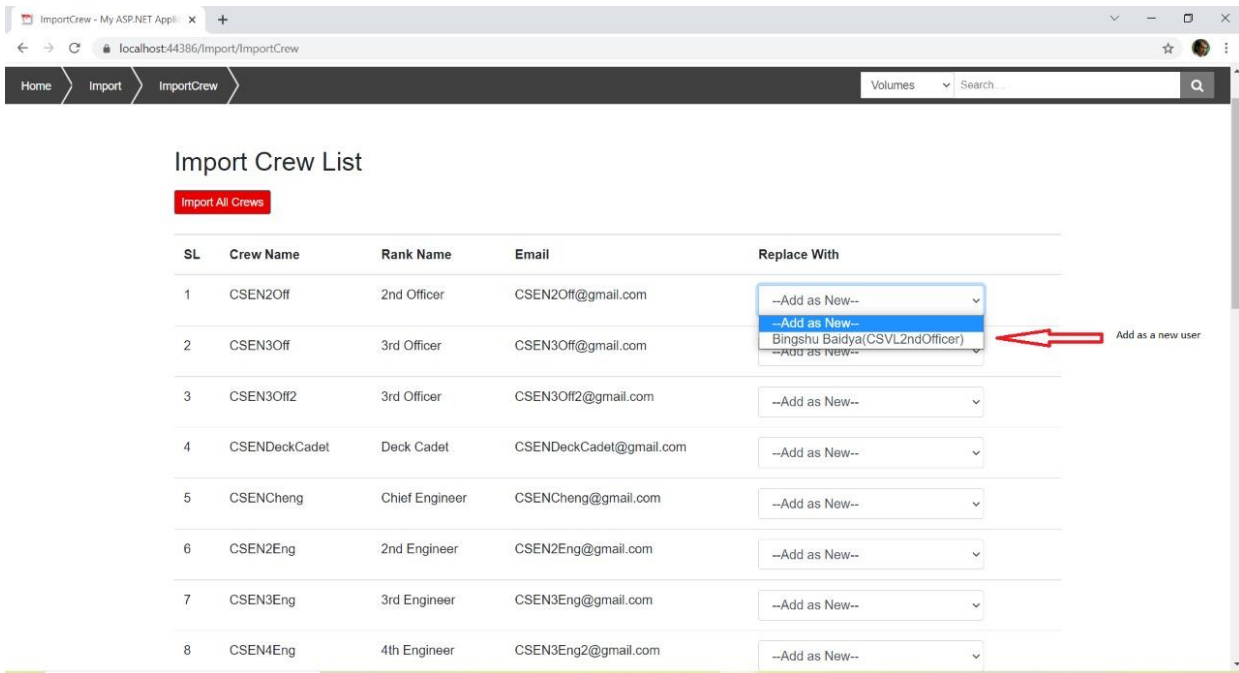 ImportCrew - My ASP.NET Applic
localhost:44386/Import/ImportCrew
Home Import ImportCrew Volumes Search...
Import Crew List
Import All Crews
SL Crew Name Rank Name Email Replace With
1 CSEN2Off 2nd Officer CSEN2Off@gmail.com --Add as New--
--Add as New--
Bingshu Baidya(CSVL2ndOfficer) Add as a new user
2 CSEN3Off 3rd Officer CSEN3Off@gmail.com --Add as New--
3 CSEN3Off2 3rd Officer CSEN3Off2@gmail.com --Add as New--
4 CSENDeckCadet Deck Cadet CSENDeckCadet@gmail.com --Add as New--
5 CSENCheng Chief Engineer CSENCheng@gmail.com --Add as New--
6 CSEN2Eng 2nd Engineer CSEN2Eng@gmail.com --Add as New--
7 CSEN3Eng 3rd Engineer CSEN3Eng@gmail.com --Add as New--
8 CSEN4Eng 4th Engineer CSEN3Eng2@gmail.com --Add as New--